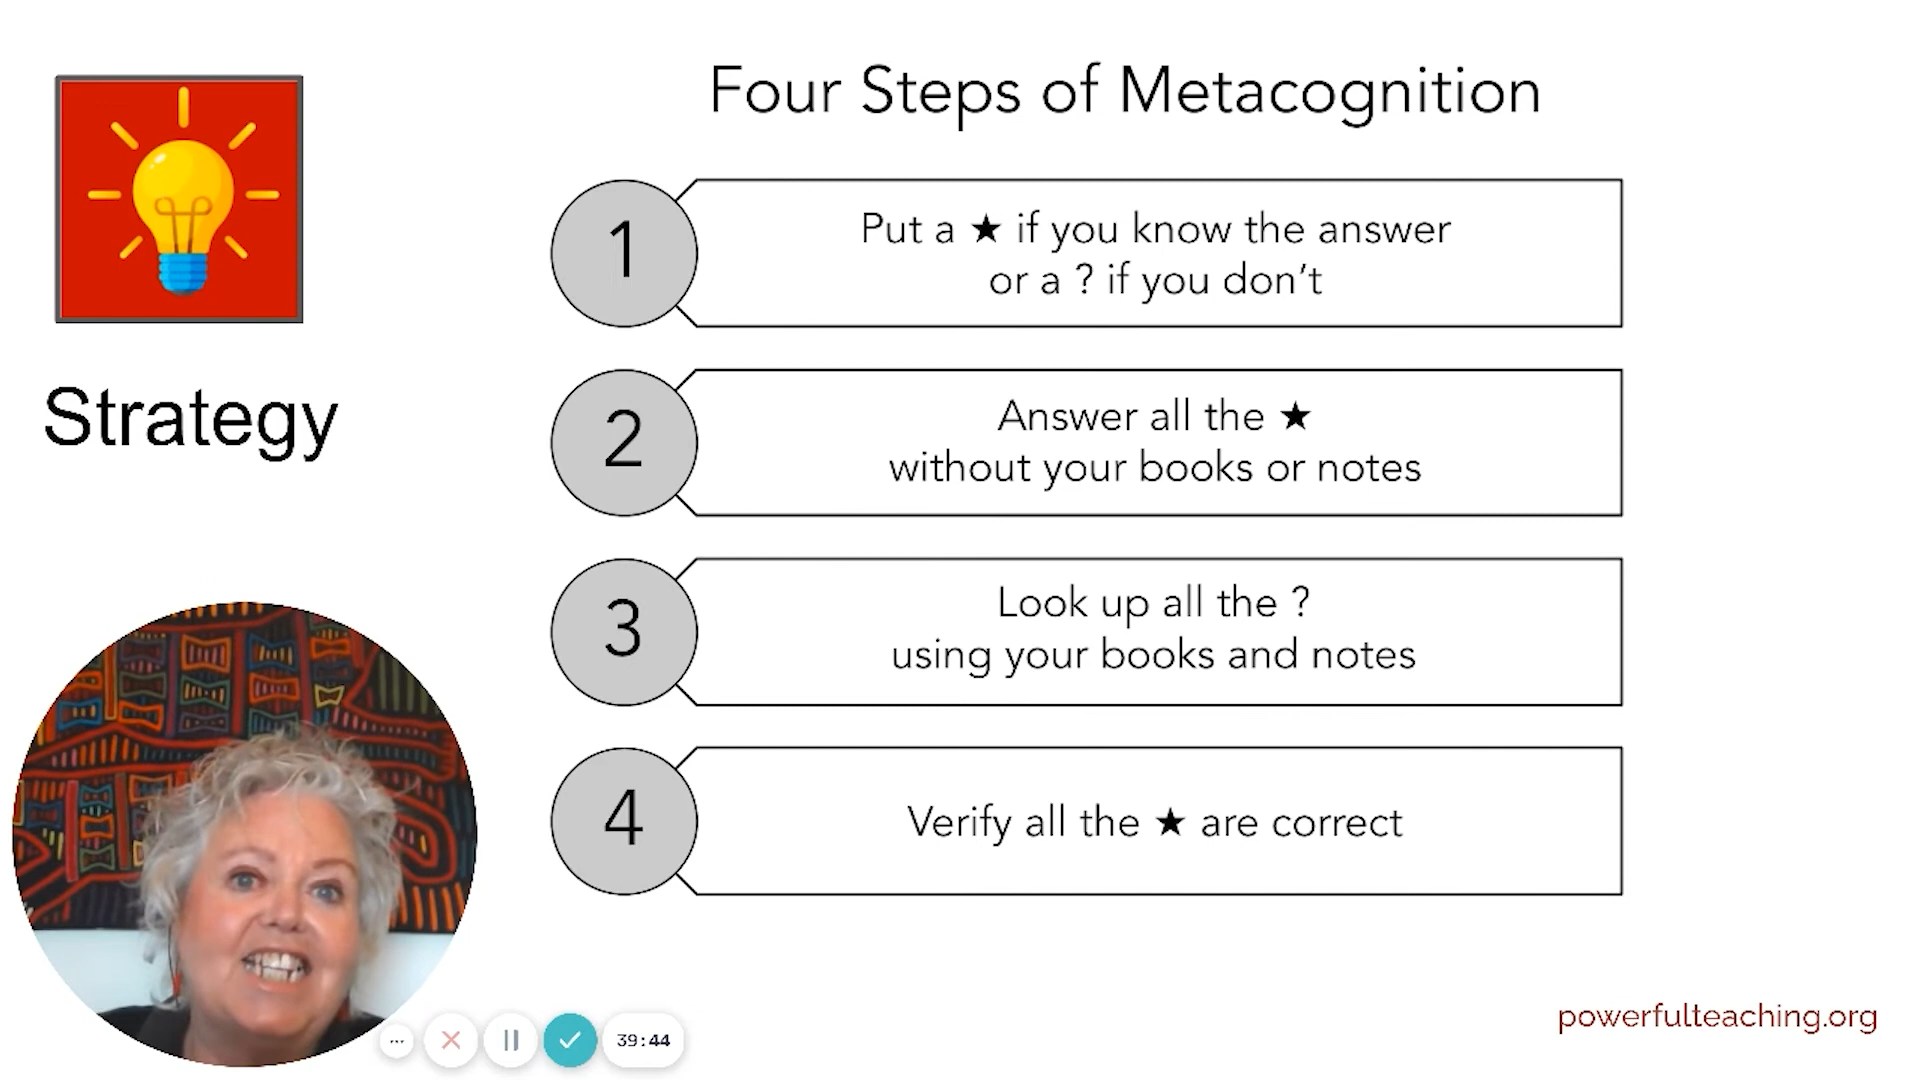 Four Steps of Metacognition
Strategy
1
Put a ★ if you know the answer
or a ? if you don’t
2
Answer all the ★
without your books or notes
3
Look up all the ?
using your books and notes
4
Verify all the ★ are correct
39:44
powerfulteaching.org